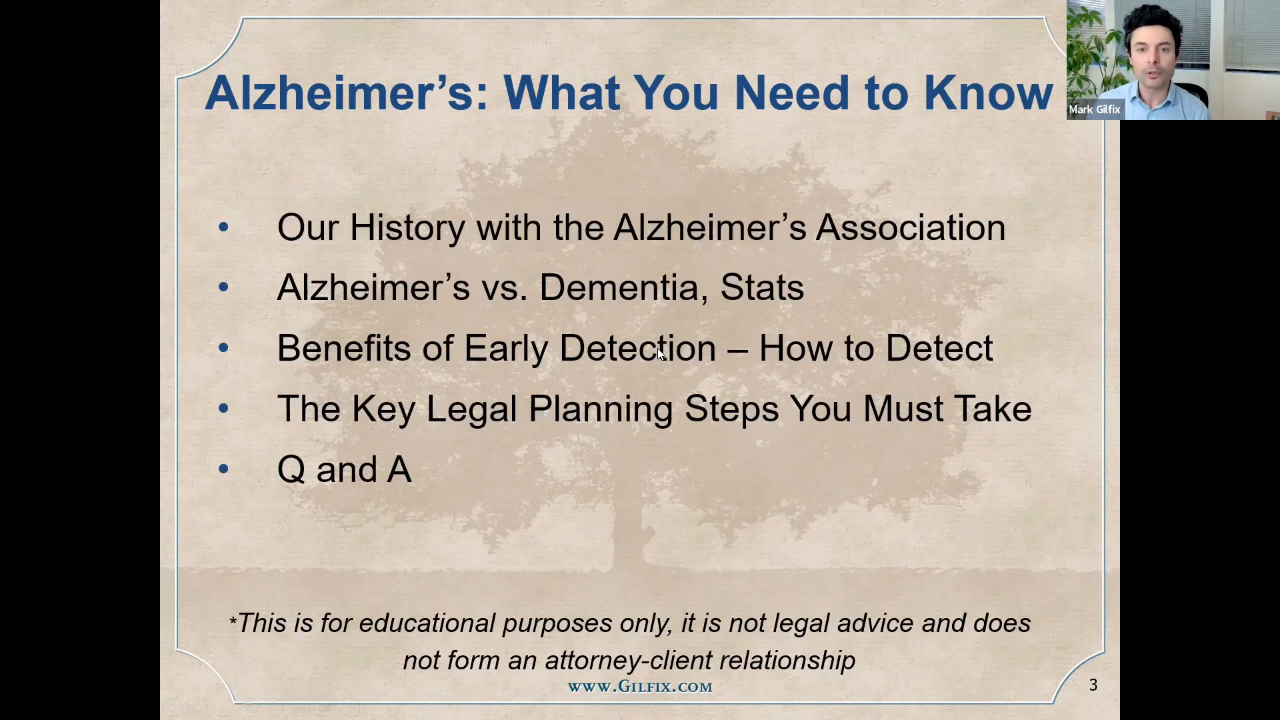 Alzheimer’s: What You Need to Know
Mark Gilfix
• Our History with the Alzheimer’s Association
• Alzheimer’s vs. Dementia, Stats
• Benefits of Early Detection – How to Detect
• The Key Legal Planning Steps You Must Take
• Q and A
*This is for educational purposes only, it is not legal advice and does
not form an attorney-client relationship
www.Gilfix.com
3